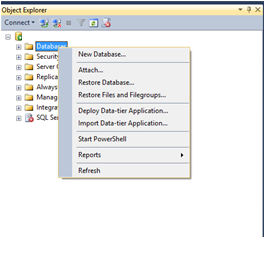 Object Explorer
Connect
Databases
Security
Server O
Replica
Always
Manag
Integra
SQL Ser
New Database...
Attach...
Restore Database...
Restore Files and Filegroups...
Deploy Data-tier Application...
Import Data-tier Application...
Start PowerShell
Reports
Refresh